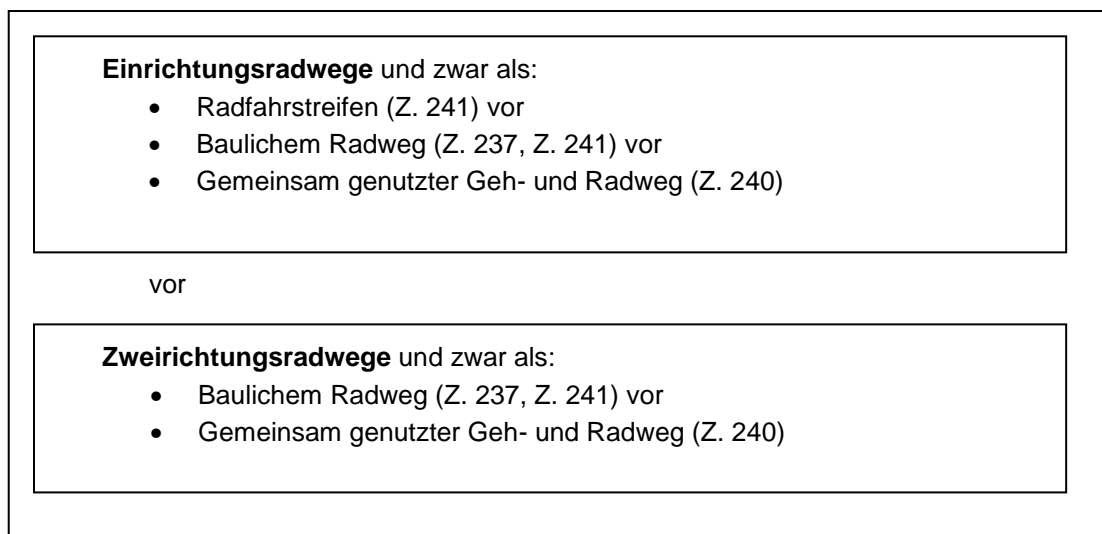 Einrichtungsradwege und zwar als:
• Radfahrstreifen (Z. 241) vor
• Baulichem Radweg (Z. 237, Z. 241) vor
• Gemeinsam genutzter Geh- und Radweg (Z. 240)
vor
Zweirichtungsradwege und zwar als:
• Baulichem Radweg (Z. 237, Z. 241) vor
• Gemeinsam genutzter Geh- und Radweg (Z. 240)